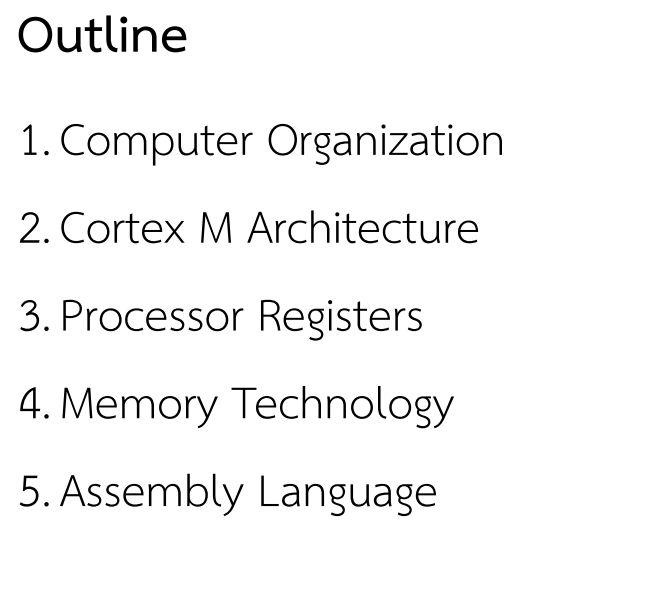 Outline
1. Computer Organization
2. Cortex M Architecture
3. Processor Registers
4. Memory Technology
5. Assembly Language